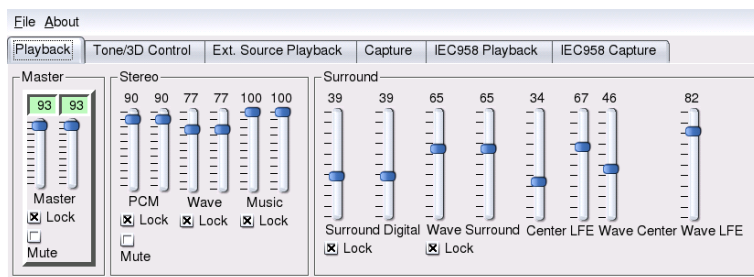 File About
Playback Tone/3D Control Ext. Source Playback Capture IEC958 Playback IEC958 Capture
Master
93 93
Master
Lock
Mute
Stereo
90 90 77 77 100 100
PCM Wave Music
Lock Lock Lock
Mute
Surround
39 39 65 65 34 67 46 82
Surround Digital Wave Surround Center LFE Wave Center Wave LFE
Lock Lock